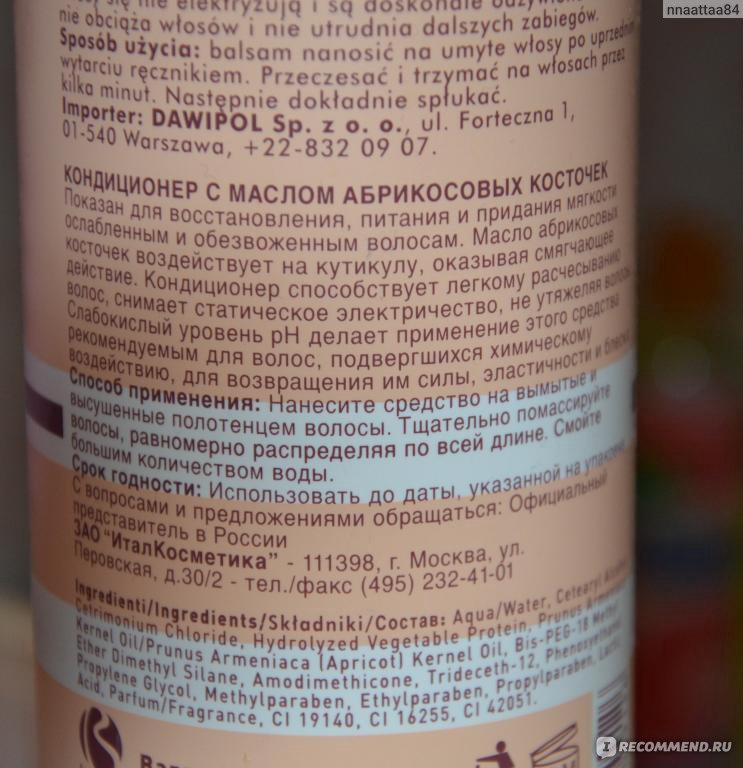 nnaattaa84
się nie elektryzują i są doskonale
nie obciąża włosów i nie utrudnia dalszych zabiegów.
Sposób użycia: balsam nanosić na umyte włosy po uprzednim
wytarciu ręcznikiem. Przeczesać i trzymać na włosach przez
kilka minut. Następnie dokładnie spłukać.
Importer: DAWIPOL Sp. z o. o., ul. Forteczna 1,
01-540 Warszawa, +22-832 09 07.
КОНДИЦИОНЕР С МАСЛОМ АБРИКОСОВЫХ КОСТОЧЕК
Показан для восстановления, питания и придания мягкости
ослабленным и обезвоженным волосам. Масло абрикосовых
косточек воздействует на кутикулу, оказывая смягчающее
действие. Кондиционер способствует легкому расчесыванию
волос, снимает статическое электричество, не утяжеляя волосы.
Слабокислый уровень pH делает применение этого средства
рекомендуемым для волос, подвергшихся химическому
воздействию, для возвращения им силы, эластичности и блеска.
Способ применения: Нанесите средство на вымытые и
высушенные полотенцем волосы. Тщательно помассируйте
волосы, равномерно распределяя по всей длине. Смойте
большим количеством воды.
Срок годности: Использовать до даты, указанной на упаковке
С вопросами и предложениями обращаться: Официальный
представитель в России
ЗАО "ИталКосметика" - 111398, г. Москва, ул.
Перовская, д.30/2 - тел./факс (495) 232-41-01
Ingredienti/Ingredients/Składniki/Состав: Aqua/Water, Cetearyl Alcohol,
Cetrimonium Chloride, Hydrolyzed Vegetable Protein, Prunus Armeniaca
Kernel Oil/Prunus Armeniaca (Apricot) Kernel Oil, Bis-PEG-18 Methyl
Ether Dimethyl Silane, Amodimethicone, Trideceth-12, Phenoxyethanol,
Propylene Glycol, Methylparaben, Ethylparaben, Propylparaben, Lactic
Acid, Parfum/Fragrance, CI 19140, CI 16255, CI 42051.
I RECOMMEND.RU